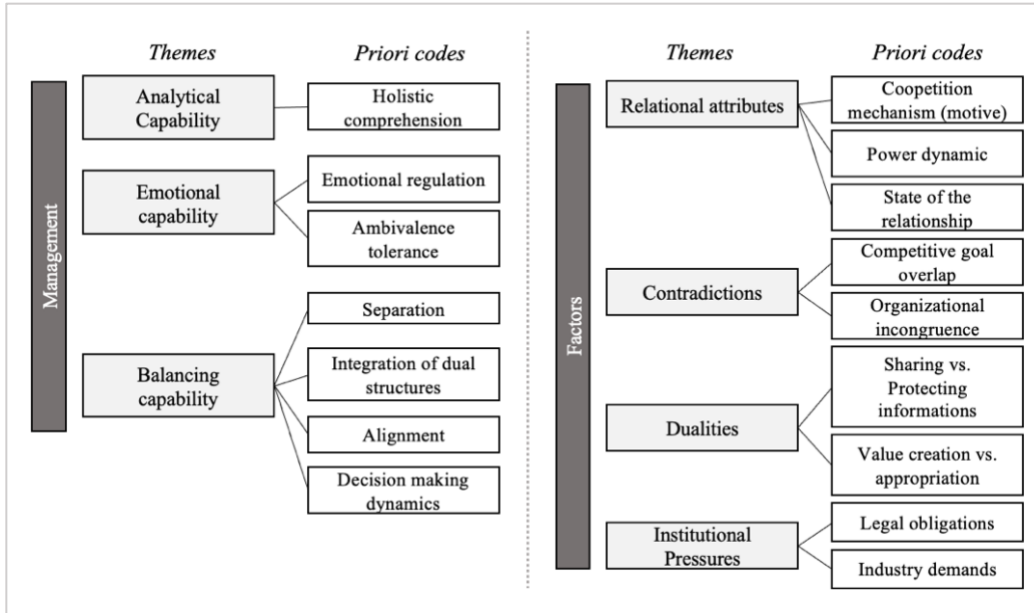 Themes
Priori codes
Management
Analytical
Capability
Holistic
comprehension
Emotional
capability
Emotional regulation
Ambivalence
tolerance
Balancing
capability
Separation
Integration of dual
structures
Alignment
Decision making
dynamics
Themes
Priori codes
Factors
Relational attributes
Coopetition
mechanism (motive)
Power dynamic
State of the
relationship
Contradictions
Competitive goal
overlap
Organizational
incongruence
Dualities
Sharing vs.
Protecting
informations
Value creation vs.
appropriation
Institutional
Pressures
Legal obligations
Industry demands